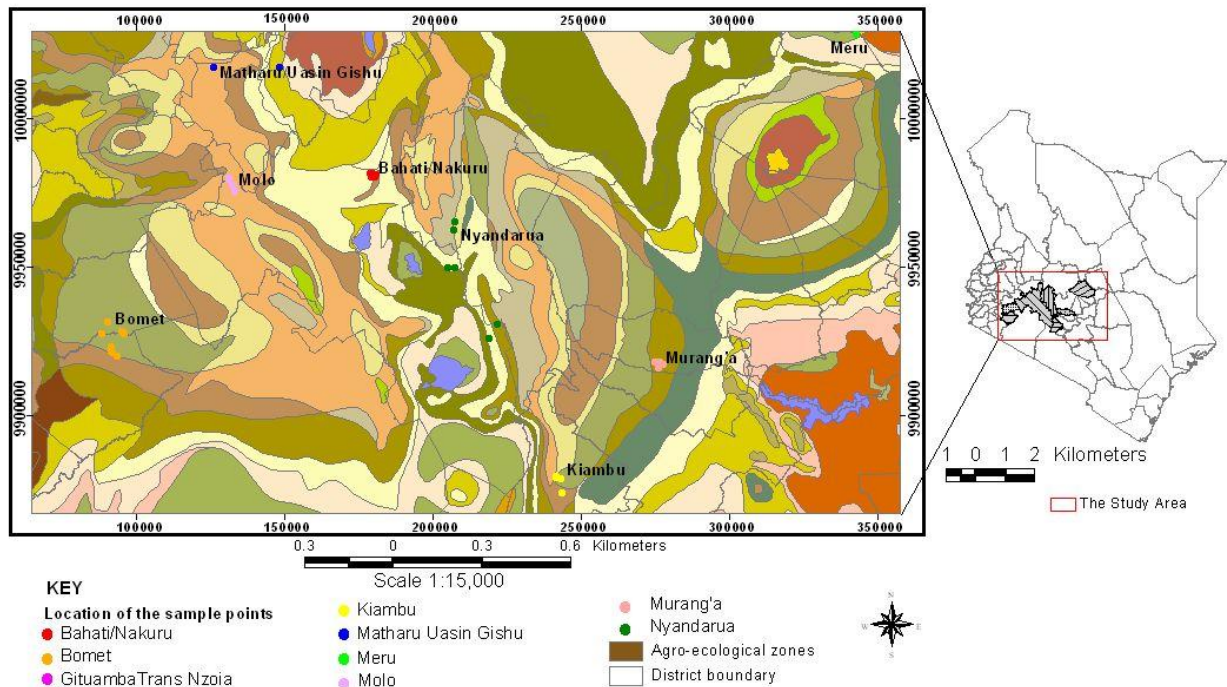 100000 150000 200000 250000 300000 350000
Meru
Matharu Uasin Gishu
10000000 10000000
Bahati/Nakuru
Molo
Nyandarua
9950000 9950000
Bomet
Murang'a
9900000 9900000
Kiambu
100000 150000 200000 250000 300000 350000
1 0 1 2 Kilometers
The Study Area
0.3 0 0.3 0.6 Kilometers
Scale 1:15,000
KEY
Location of the sample points
Bahati/Nakuru
Bomet
GituambaTrans Nzoia
Kiambu
Matharu Uasin Gishu
Meru
Molo
Murang'a
Nyandarua
Agro-ecological zones
District boundary
N
W E
S